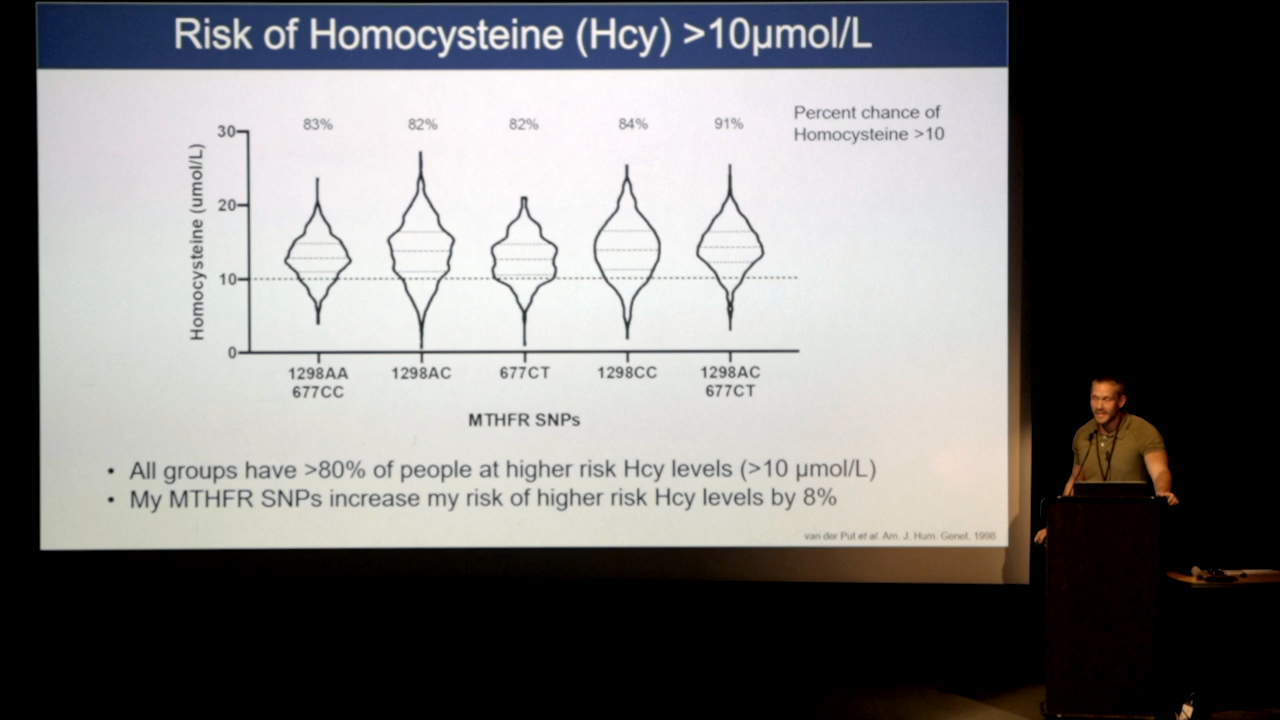 Risk of Homocysteine (Hcy) >10µmol/L
Percent chance of
Homocysteine >10
83% 82% 82% 84% 91%
30
20
10
0
Homocysteine (umol/L)
1298AA 1298AC 677CT 1298CC 1298AC
677CC 677CT
MTHFR SNPs
• All groups have >80% of people at higher risk Hcy levels (>10 µmol/L)
• My MTHFR SNPs increase my risk of higher risk Hcy levels by 8%
van der Put et al. Am. J. Hum. Genet. 1998